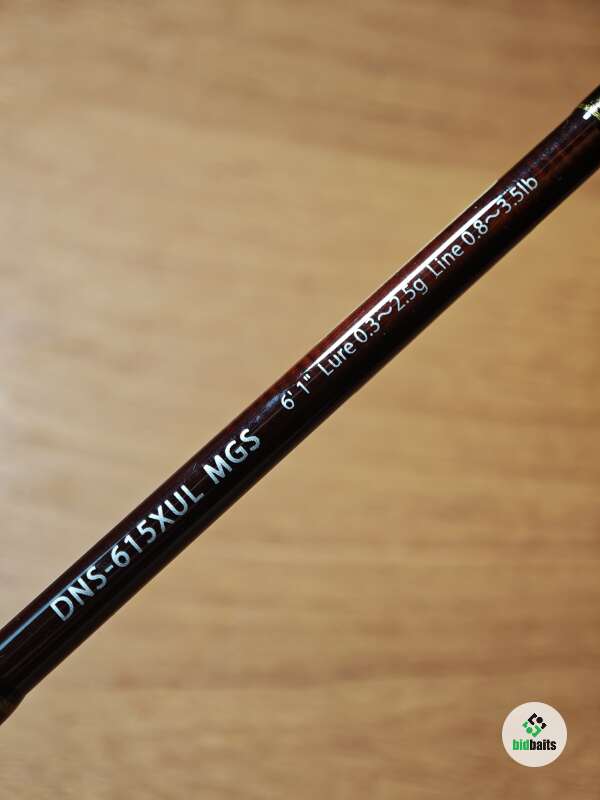 DNS-615XUL MGS 6' 1" Lure 0.3～2.5g Line 0.8～3.5lb
bidbaits